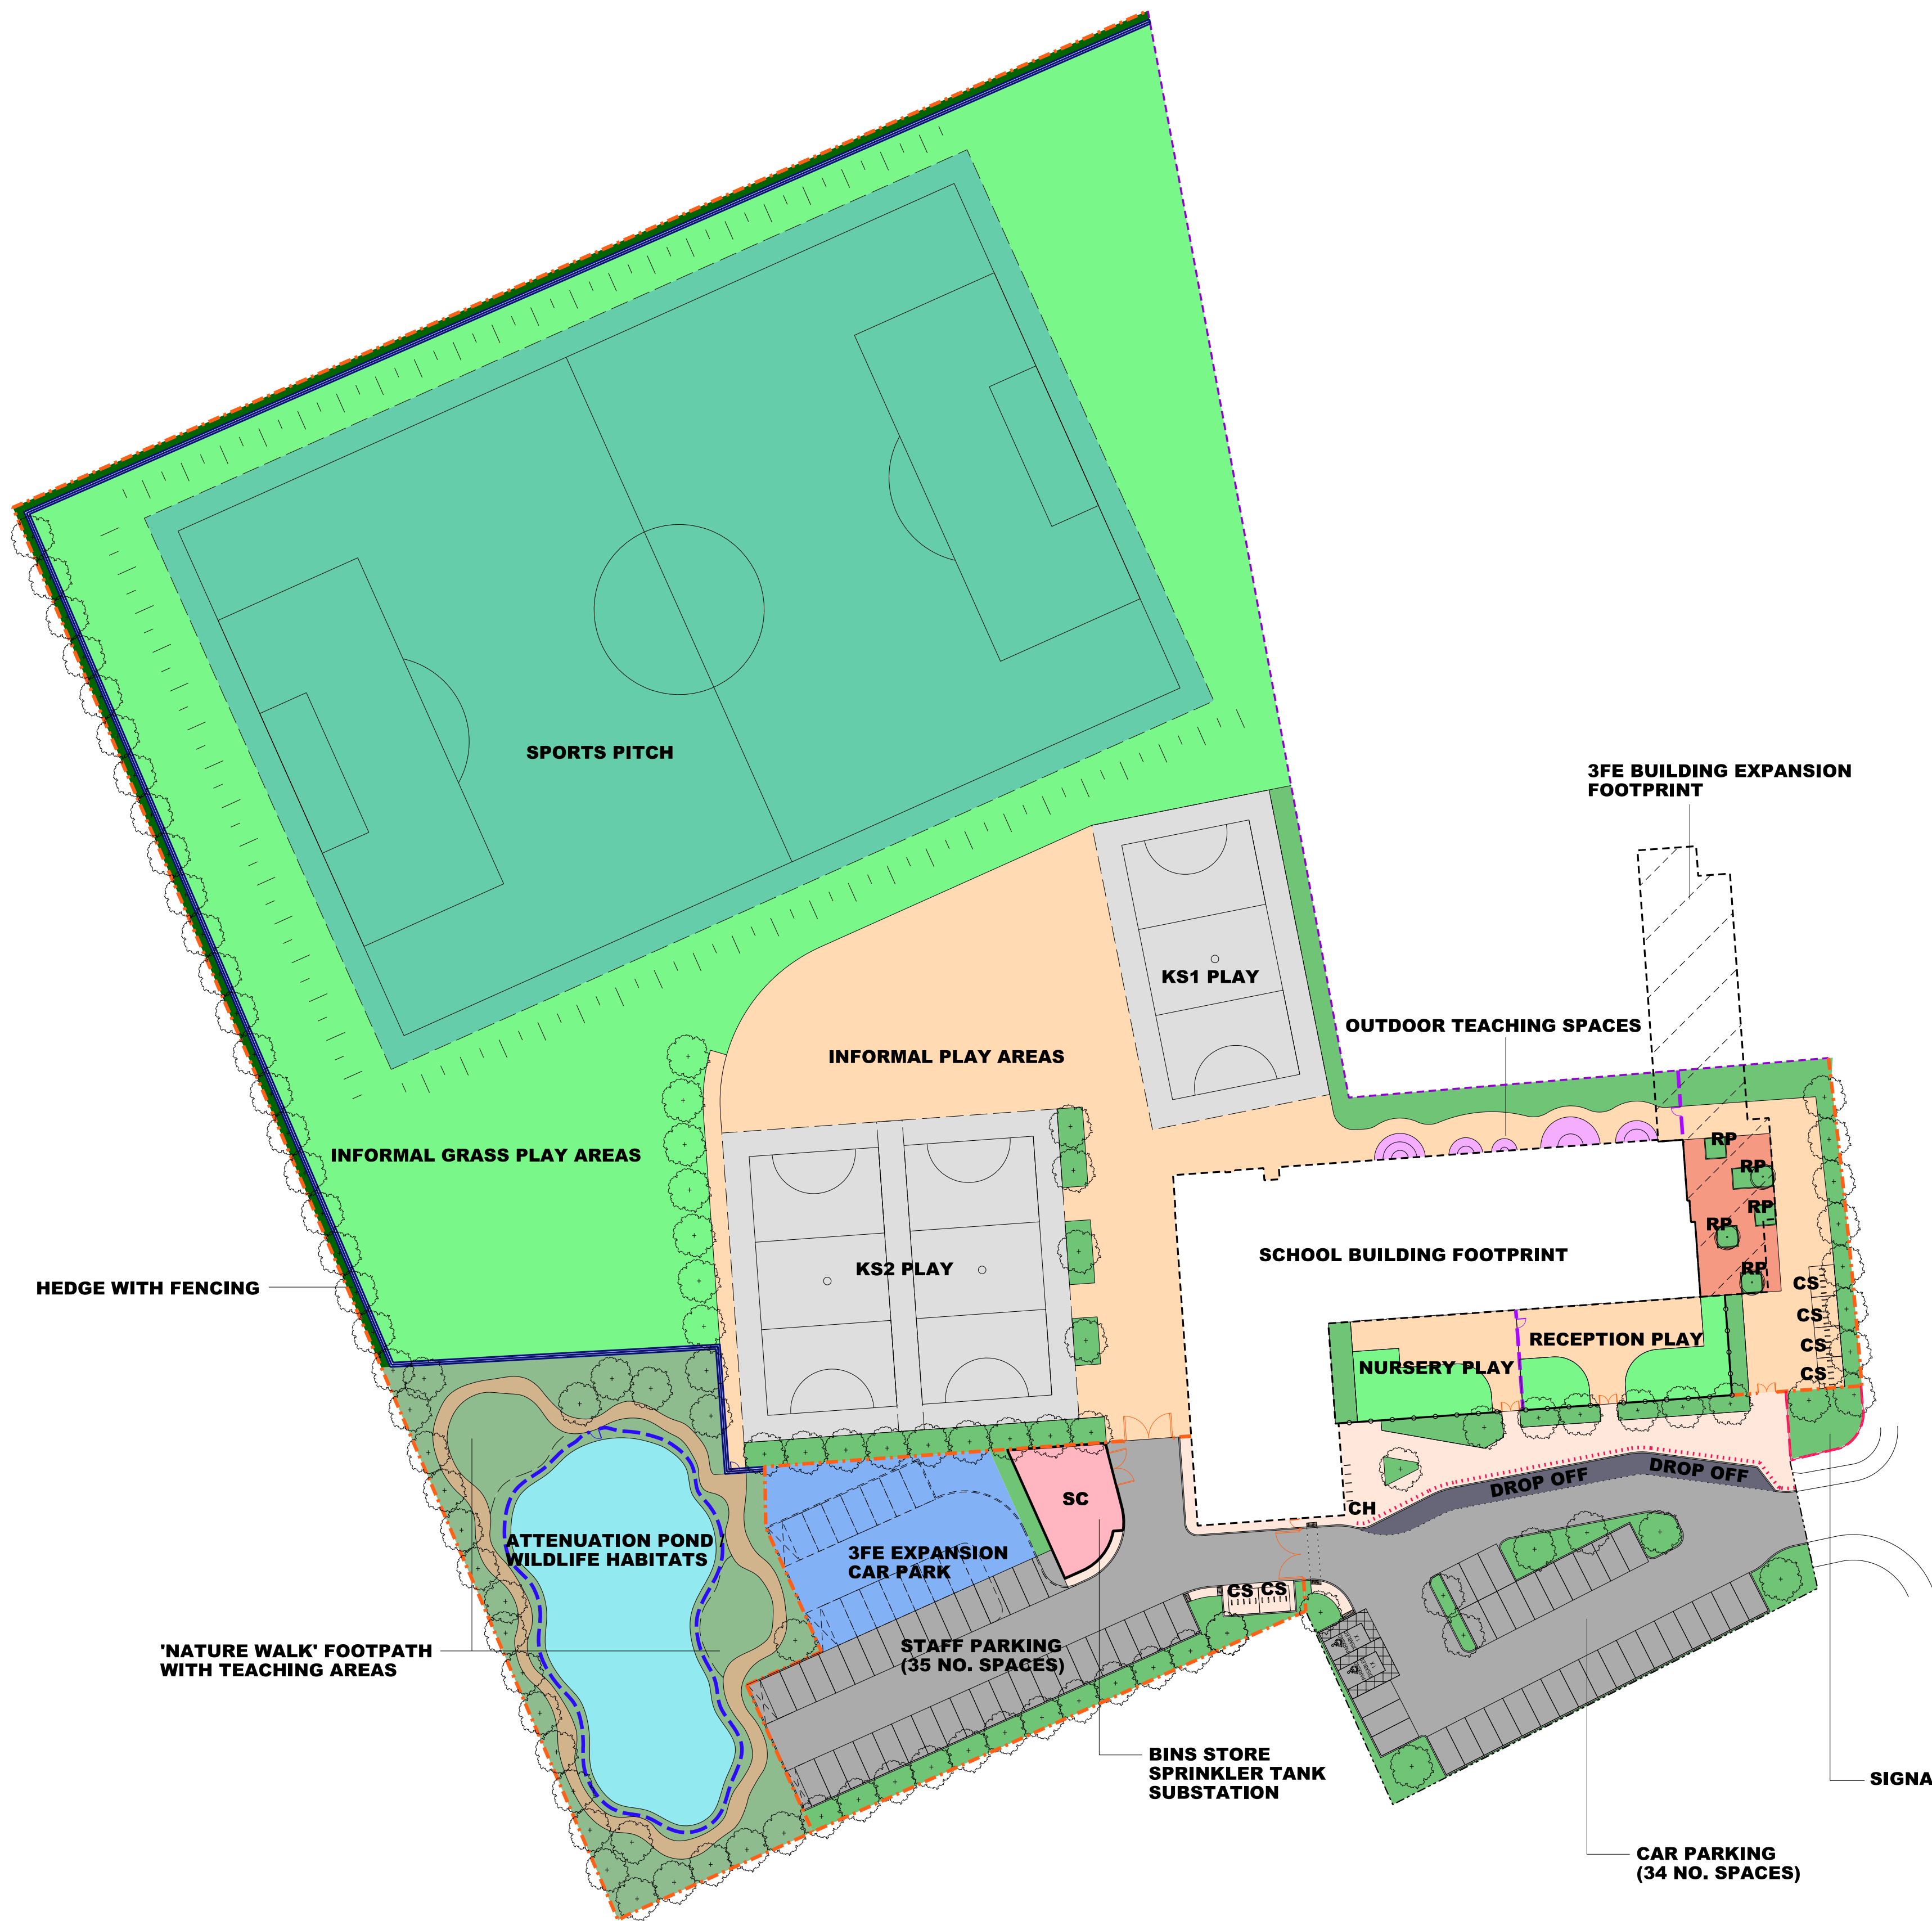 SPORTS PITCH
3FE BUILDING EXPANSION
FOOTPRINT
KS1 PLAY
OUTDOOR TEACHING SPACES
INFORMAL PLAY AREAS
INFORMAL GRASS PLAY AREAS
RP
RP
RP
RP
RP
SCHOOL BUILDING FOOTPRINT
KS2 PLAY
HEDGE WITH FENCING
CS
CS
CS
CS
RECEPTION PLAY
NURSERY PLAY
DROP OFF
DROP OFF
SC
CH
ATTENUATION POND /
WILDLIFE HABITATS
3FE EXPANSION
CAR PARK
CS
CS
'NATURE WALK' FOOTPATH
WITH TEACHING AREAS
STAFF PARKING
(35 NO. SPACES)
BINS STORE
SPRINKLER TANK
SUBSTATION
SIGNA
CAR PARKING
(34 NO. SPACES)